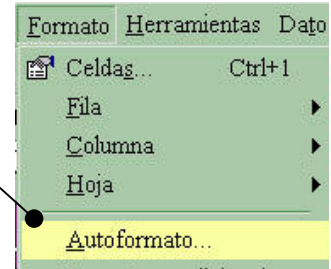 Formato Herramientas Dato
Celdas... Ctrl+1
Fila
Columna
Hoja
Autoformato...